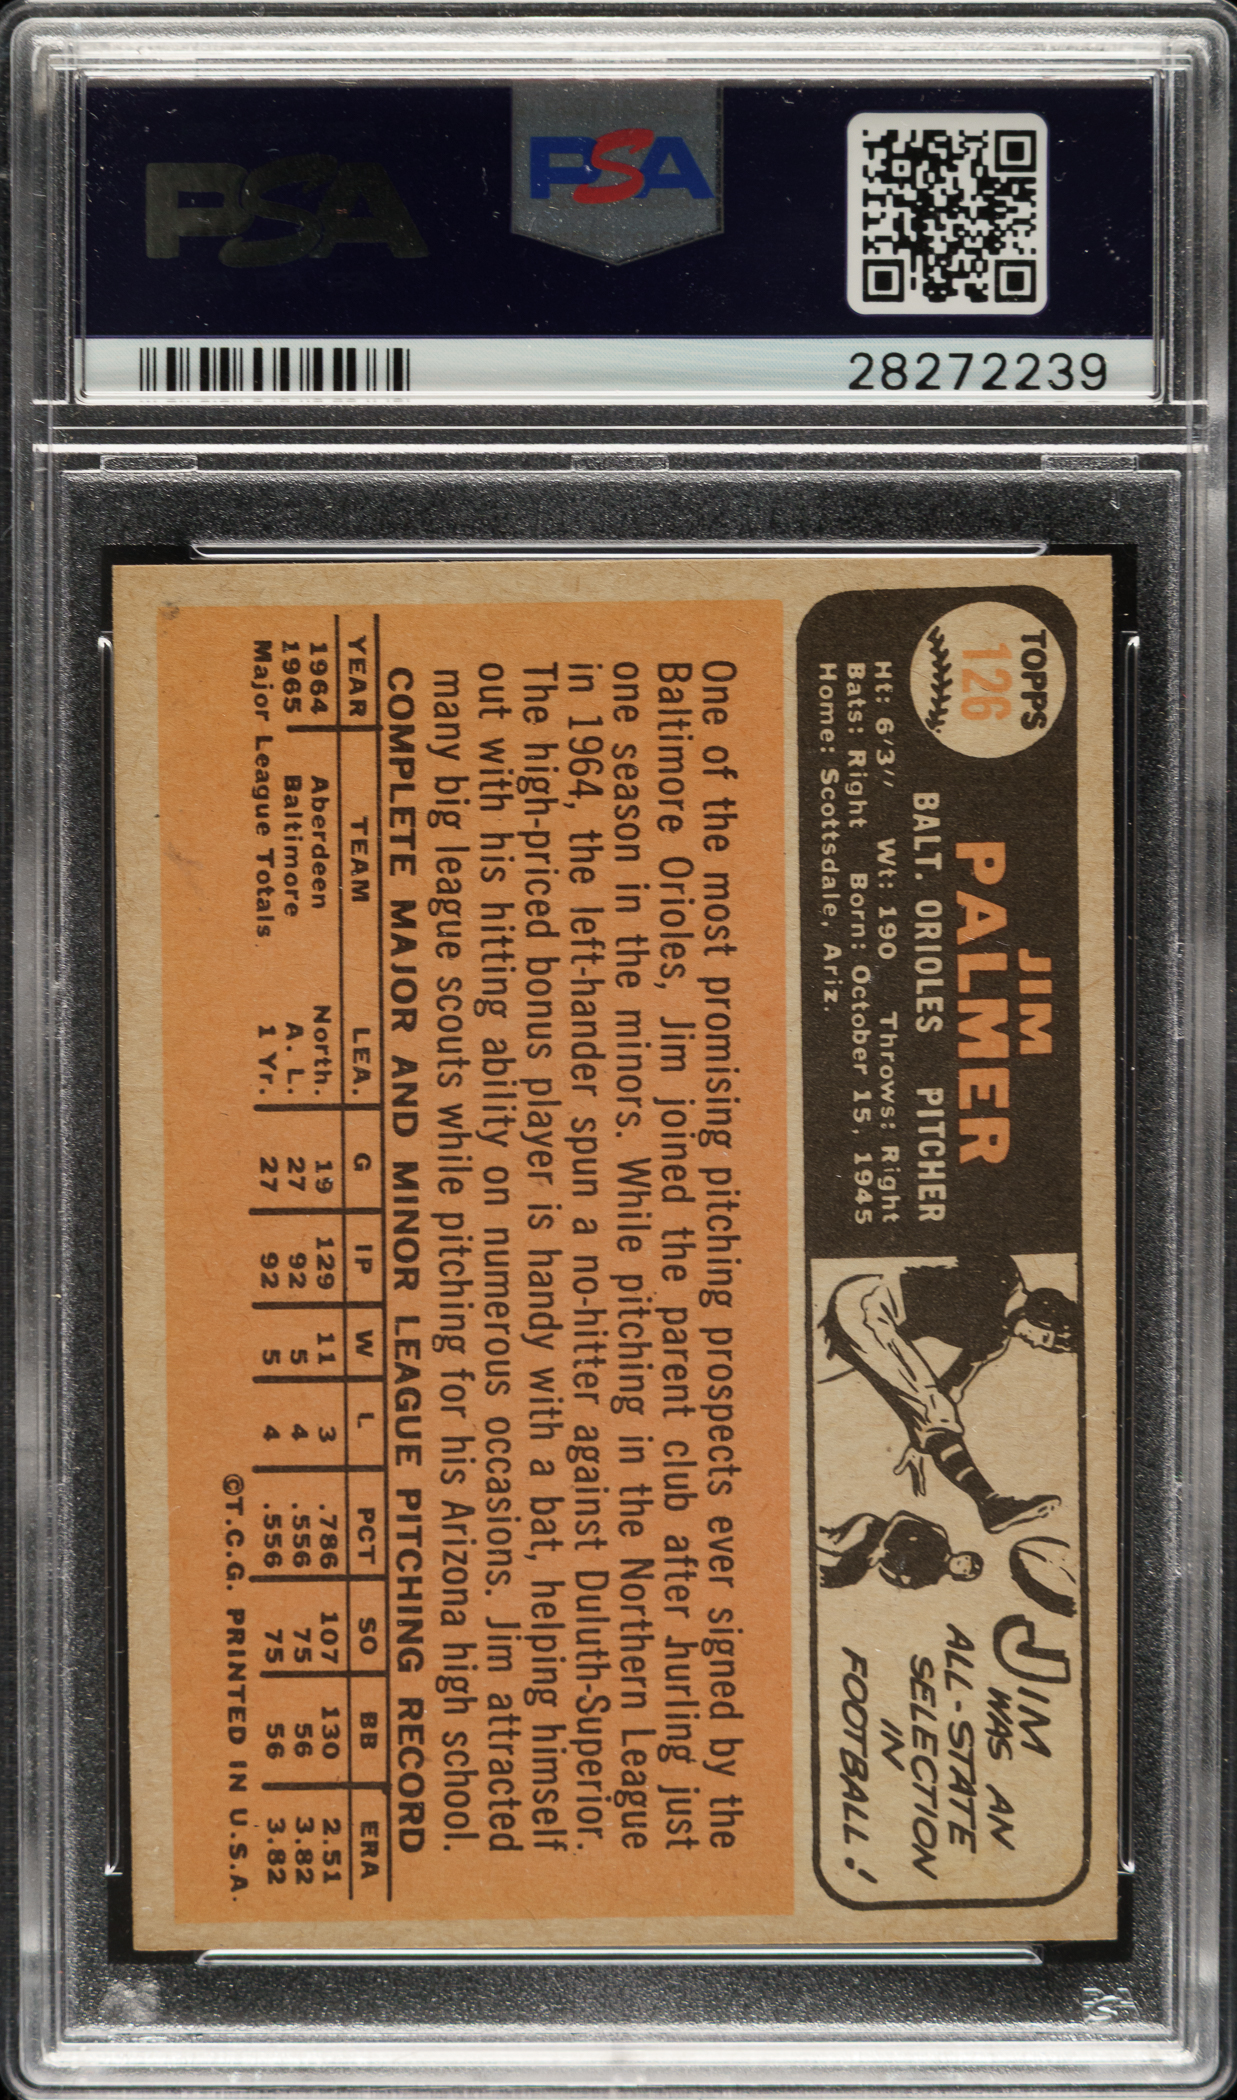 PSA
PSA
28272239
TOPPS
126
JIM
PALMER
BALT. ORIOLES PITCHER
Ht: 6'3'' Wt: 190 Throws: Right
Bats: Right Born: October 15, 1945
Home: Scottsdale, Ariz.
JIM
WAS AN
ALL-STATE
SELECTION
IN
FOOTBALL!
One of the most promising pitching prospects ever signed by the
Baltimore Orioles, Jim joined the parent club after hurling just
one season in the minors. While pitching in the Northern League
in 1964, the left-hander spun a no-hitter against Duluth-Superior.
The high-priced bonus player is handy with a bat, helping himself
out with his hitting ability on numerous occasions. Jim attracted
many big league scouts while pitching for his Arizona high school.
COMPLETE MAJOR AND MINOR LEAGUE PITCHING RECORD
YEAR TEAM LEA. G IP W L PCT SO BB ERA
1964 Aberdeen North. 19 129 11 3 .786 107 130 2.51
1965 Baltimore A. L. 27 92 5 4 .556 75 56 3.82
Major League Totals 1 Yr. 27 92 5 4 .556 75 56 3.82
©T.C.G. PRINTED IN U.S.A.